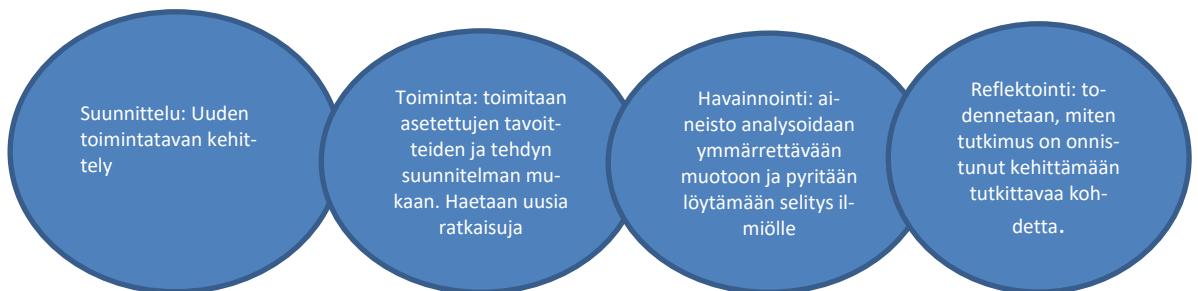 Suunnittelu: Uuden
toimintatavan kehit-
tely
Toiminta: toimitaan
asetettujen tavoit-
teiden ja tehdyn
suunnitelman mu-
kaan. Haetaan uusia
ratkaisuja
Havainnointi: ai-
neisto analysoidaan
ymmärrettävään
muotoon ja pyritään
löytämään selitys il-
miölle
Reflektointi: to-
dennetaan, miten
tutkimus on onnis-
tunut kehittämään
tutkittavaa koh-
detta.